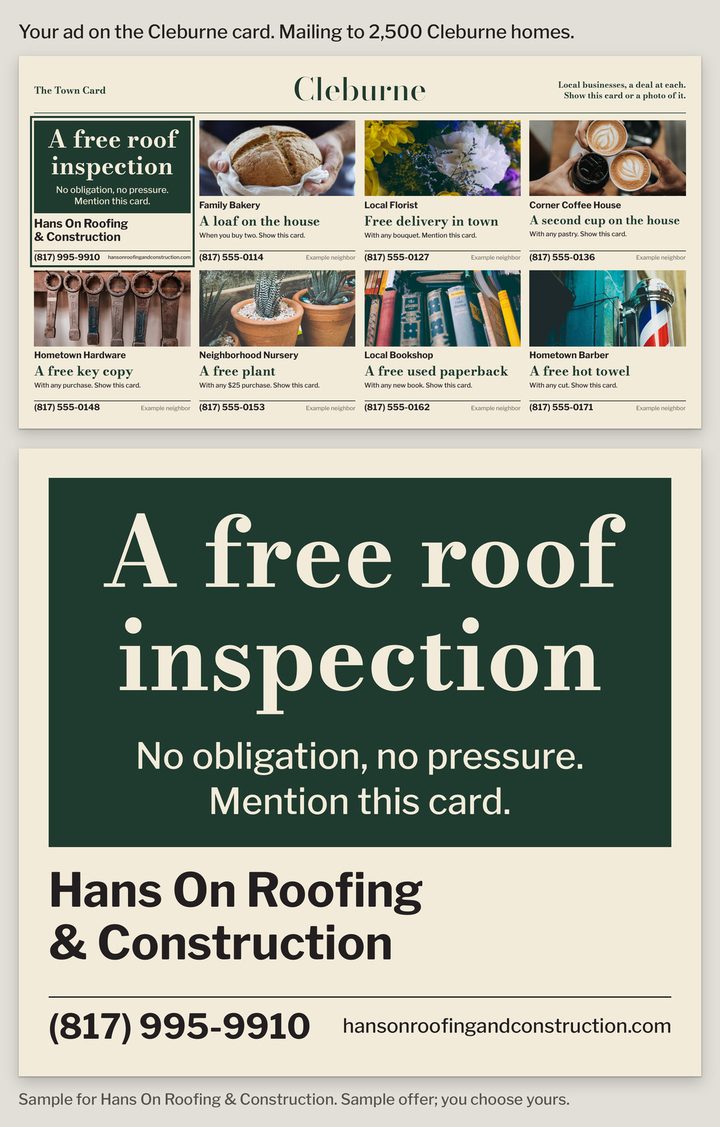 Your ad on the Cleburne card. Mailing to 2,500 Cleburne homes.
The Town Card
Cleburne
Local businesses, a deal at each.
Show this card or a photo of it.
A free roof
inspection
No obligation, no pressure.
Mention this card.
Hans On Roofing
& Construction
(817) 995-9910
hansonroofingandconstruction.com
Family Bakery
A loaf on the house
When you buy two. Show this card.
(817) 555-0114
Example neighbor
Local Florist
Free delivery in town
With any bouquet. Mention this card.
(817) 555-0127
Example neighbor
Corner Coffee House
A second cup on the house
With any pastry. Show this card.
(817) 555-0136
Example neighbor
Hometown Hardware
A free key copy
With any purchase. Show this card.
(817) 555-0148
Example neighbor
Neighborhood Nursery
A free plant
With any $25 purchase. Show this card.
(817) 555-0153
Example neighbor
Local Bookshop
A free used paperback
With any new book. Show this card.
(817) 555-0162
Example neighbor
Hometown Barber
A free hot towel
With any cut. Show this card.
(817) 555-0171
Example neighbor
A free roof
inspection
No obligation, no pressure.
Mention this card.
Hans On Roofing
& Construction
(817) 995-9910
hansonroofingandconstruction.com
Sample for Hans On Roofing & Construction. Sample offer; you choose yours.